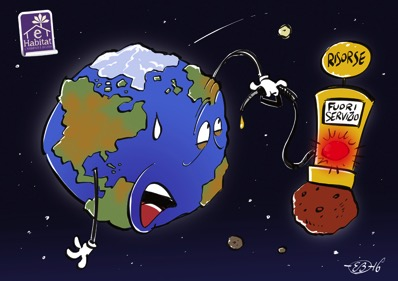 e
Habitat
RISORSE
FUORI
SERVIZIO